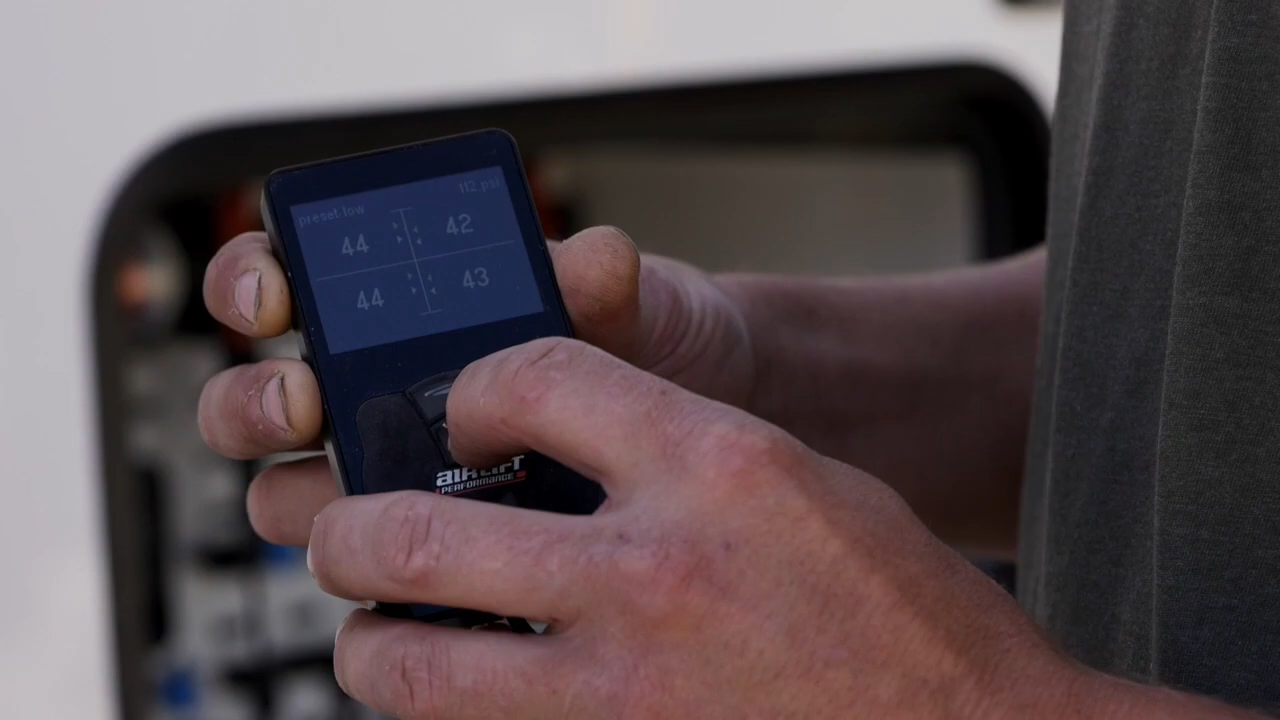 112 psi
preset-low
44 42
44 43
aIRLIFT
PERFORMANCE